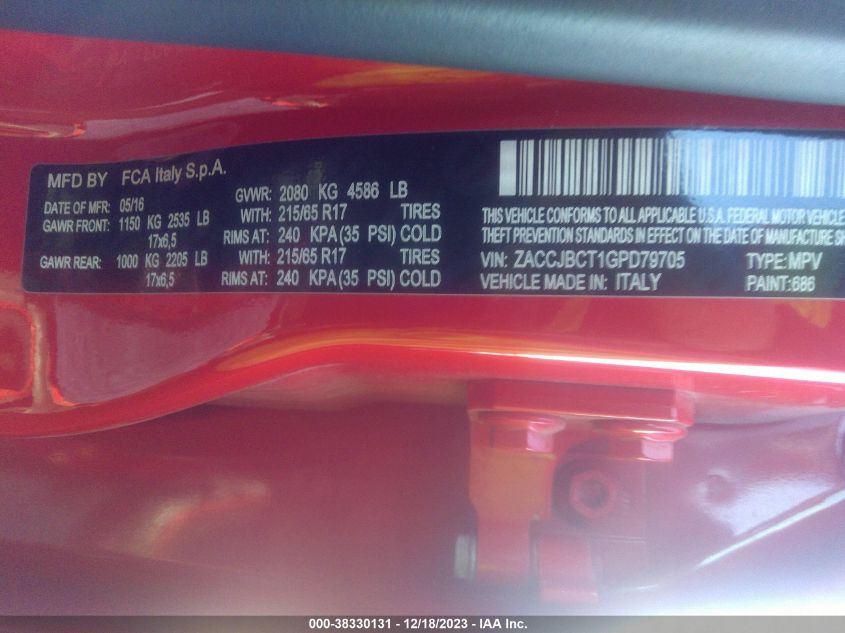 MFD BY FCA Italy S.p.A.
DATE OF MFR: 05/16
GAWR FRONT: 1150 KG 2535 LB
17x6,5
GAWR REAR: 1000 KG 2205 LB
17x6,5
GVWR: 2080 KG 4586 LB
WITH: 215/65 R17 TIRES
RIMS AT: 240 KPA (35 PSI) COLD
WITH: 215/65 R17 TIRES
RIMS AT: 240 KPA (35 PSI) COLD
THIS VEHICLE CONFORMS TO ALL APPLICABLE U.S.A. FEDERAL MOTOR VEHICLE
THEFT PREVENTION STANDARDS IN EFFECT ON THE DATE OF MANUFACTURE SH
VIN: ZACCJBCT1GPD79705 TYPE: MPV
VEHICLE MADE IN: ITALY PAINT: 686
000-38330131 - 12/18/2023 - IAA Inc.